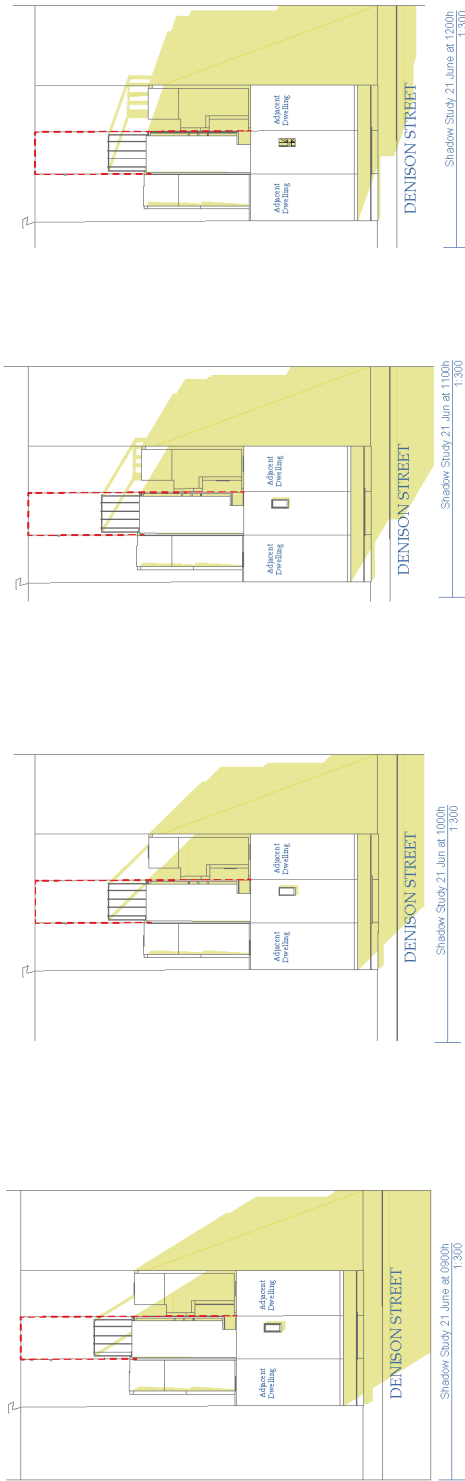 Adjacent
Dwelling
Adjacent
Dwelling
DENISON STREET
Shadow Study 21 June at 1200h
1:300
Adjacent
Dwelling
Adjacent
Dwelling
DENISON STREET
Shadow Study 21 Jun at 1100h
1:300
Adjacent
Dwelling
Adjacent
Dwelling
DENISON STREET
Shadow Study 21 Jun at 1000h
1:300
Adjacent
Dwelling
Adjacent
Dwelling
DENISON STREET
Shadow Study 21 June at 0900h
1:300